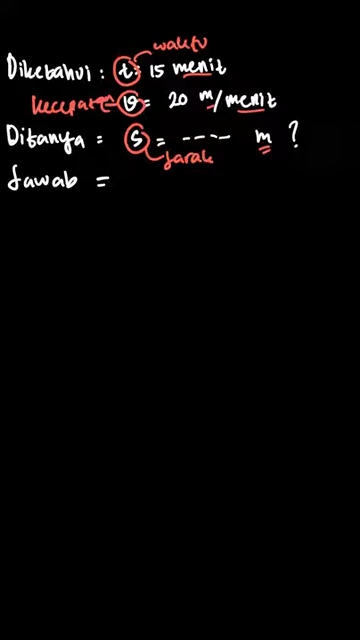 waktu
Diketahui : t = 15 menit
kecepatan v = 20 m/menit
Ditanya = s = ---- m ?
jarak
Jawab =